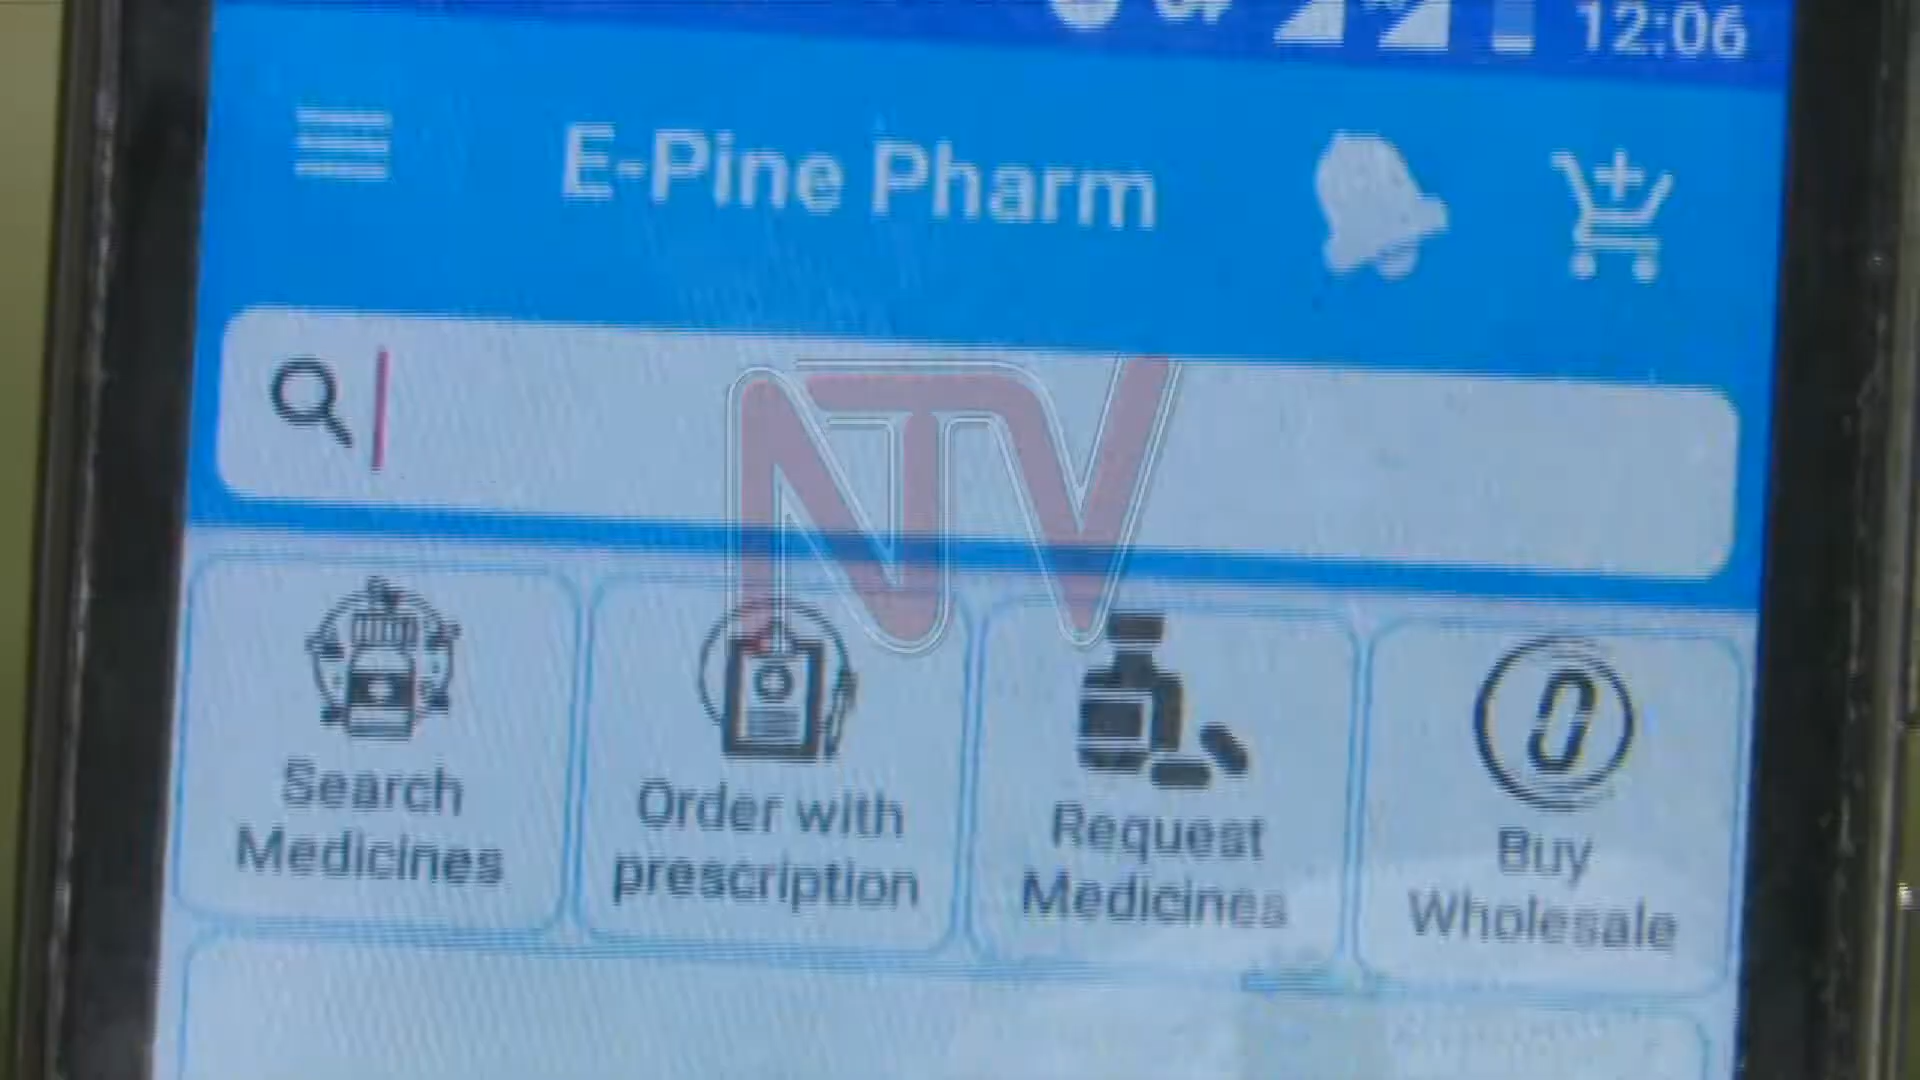 12:06
E-Pine Pharm
NTV
Search
Medicines
Order with
prescription
Request
Medicines
Buy
Wholesale